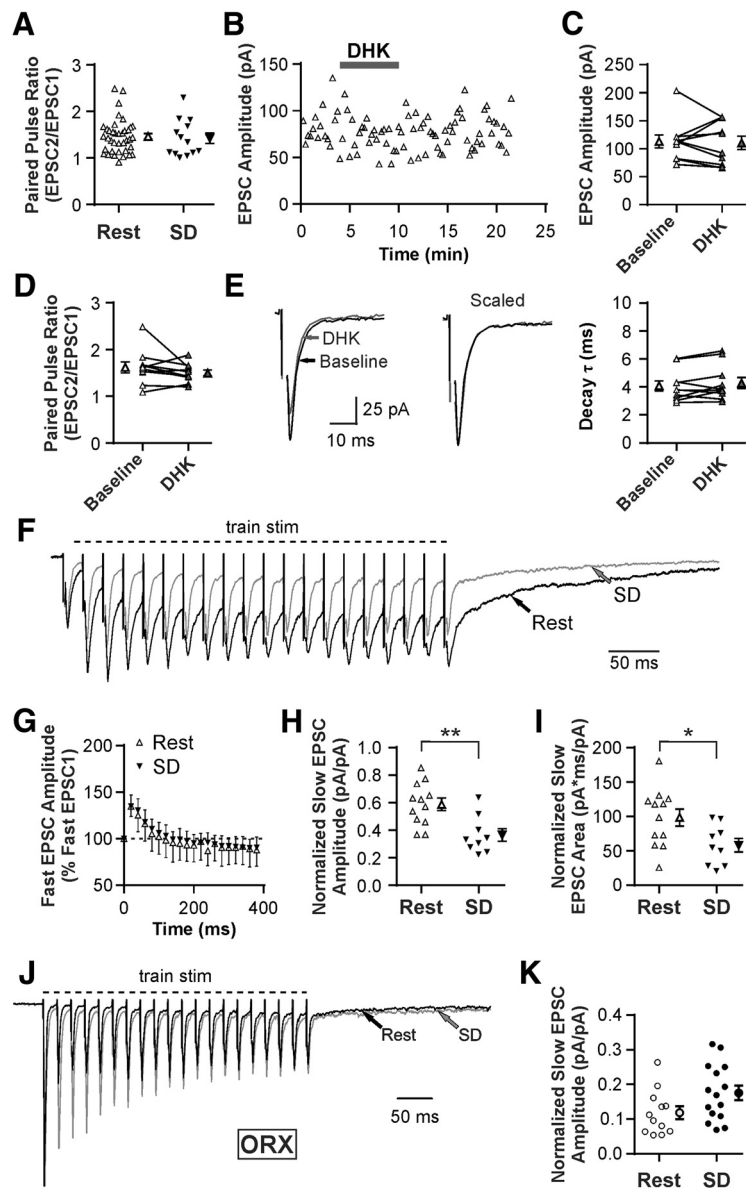 A
Paired Pulse Ratio
(EPSC2/EPSC1)
3
2
1
0
Rest
SD
B
EPSC Amplitude (pA)
150
100
50
0
DHK
0
5
10
15
20
25
Time (min)
C
EPSC Amplitude (pA)
250
200
150
100
50
0
Baseline
DHK
D
Paired Pulse Ratio
(EPSC2/EPSC1)
3
2
1
0
Baseline
DHK
E
DHK
Baseline
25 pA
10 ms
Scaled
Decay τ (ms)
10
8
6
4
2
0
Baseline
DHK
F
train stim
SD
Rest
50 ms
G
Fast EPSC Amplitude
(% Fast EPSC1)
200
150
100
50
Rest
SD
0
200
400
Time (ms)
H
Normalized Slow EPSC
Amplitude (pA/pA)
1.0
0.8
0.6
0.4
0.2
0.0
**
Rest
SD
I
Normalized Slow
EPSC Area (pA*ms/pA)
200
150
100
50
0
*
Rest
SD
J
train stim
Rest
SD
50 ms
ORX
K
Normalized Slow EPSC
Amplitude (pA/pA)
0.4
0.3
0.2
0.1
0.0
Rest
SD